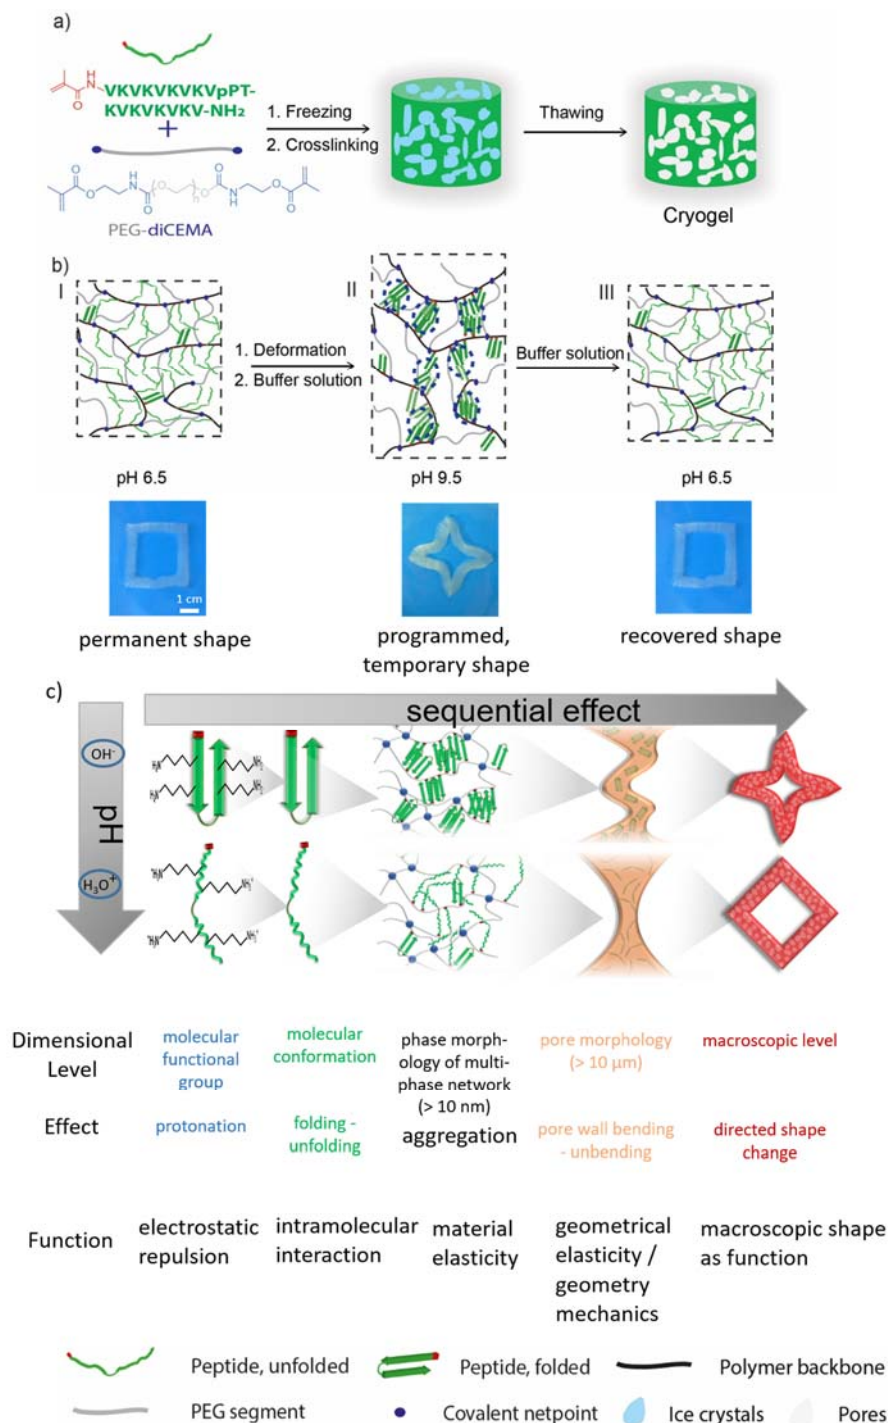 a)
H
N
O
VKVKVKVKVpPT-
KVKVKVKV-NH₂
+
PEG-diCEMA
1. Freezing
2. Crosslinking
Thawing
Cryogel
b)
I
II
III
1. Deformation
2. Buffer solution
Buffer solution
pH 6.5
pH 9.5
pH 6.5
1 cm
permanent shape
programmed,
temporary shape
recovered shape
c)
sequential effect
OH⁻
pH
H₃O⁺
Dimensional
Level
molecular
functional
group
molecular
conformation
phase morph-
ology of multi-
phase network
(> 10 nm)
pore morphology
(> 10 µm)
macroscopic level
Effect
protonation
folding -
unfolding
aggregation
pore wall bending
- unbending
directed shape
change
Function
electrostatic
repulsion
intramolecular
interaction
material
elasticity
geometrical
elasticity /
geometry
mechanics
macroscopic shape
as function
Peptide, unfolded
Peptide, folded
Polymer backbone
PEG segment
Covalent netpoint
Ice crystals
Pores